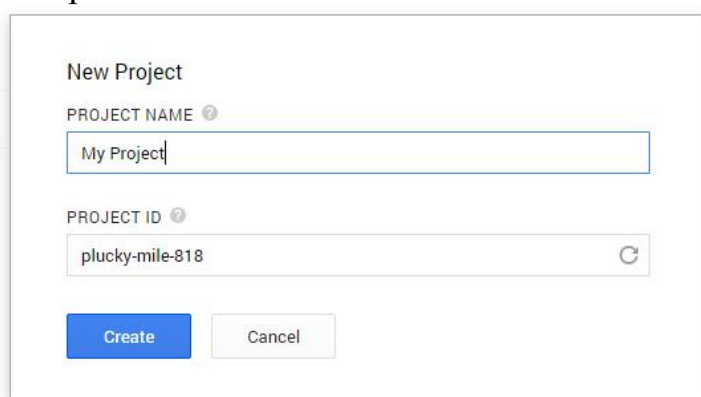 New Project
PROJECT NAME
My Project
PROJECT ID
plucky-mile-818
Create Cancel